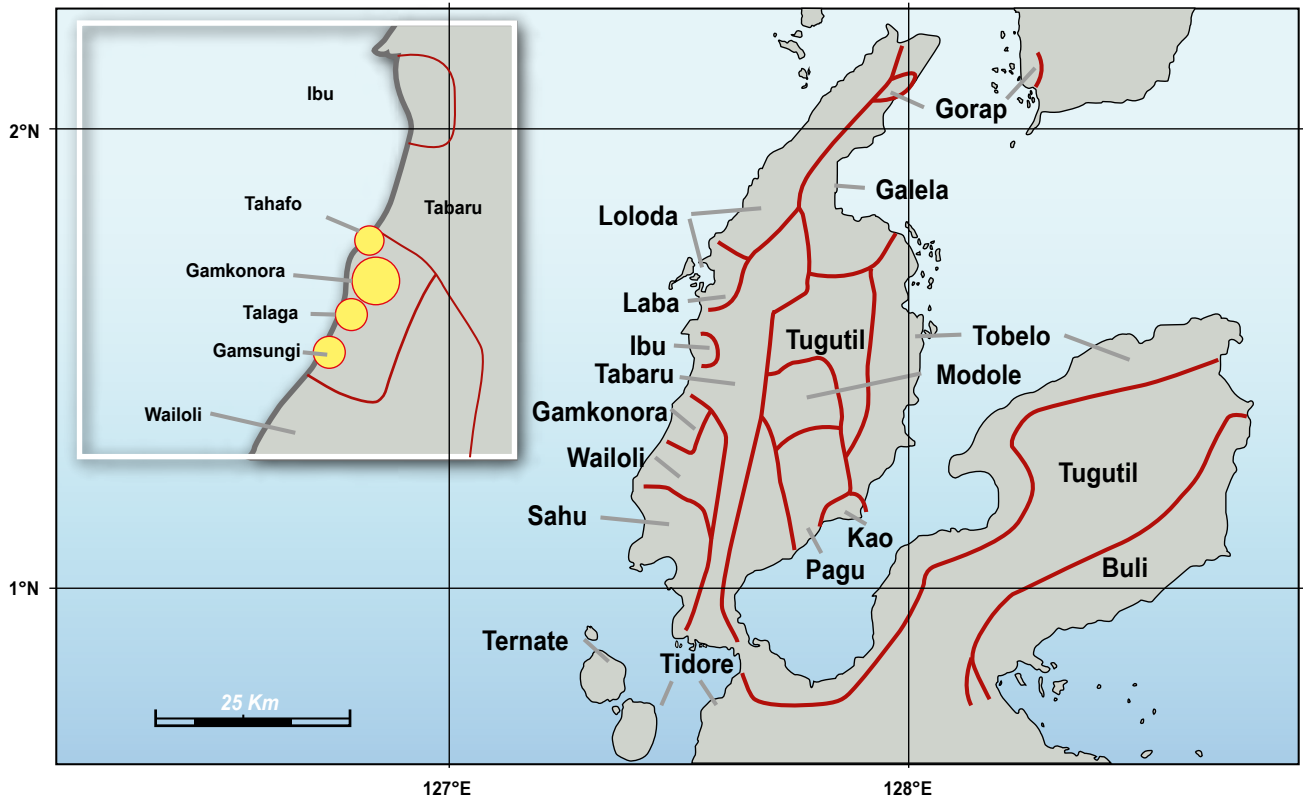 Ibu
2°N
Gorap
Tahafo
Tabaru
Galela
Loloda
Gamkonora
Laba
Talaga
Tugutil
Tobelo
Ibu
Gamsungi
Tabaru
Modole
Gamkonora
Wailoli
Wailoli
Tugutil
Sahu
Kao
Pagu
Buli
1°N
Ternate
Tidore
25 Km
127°E
128°E